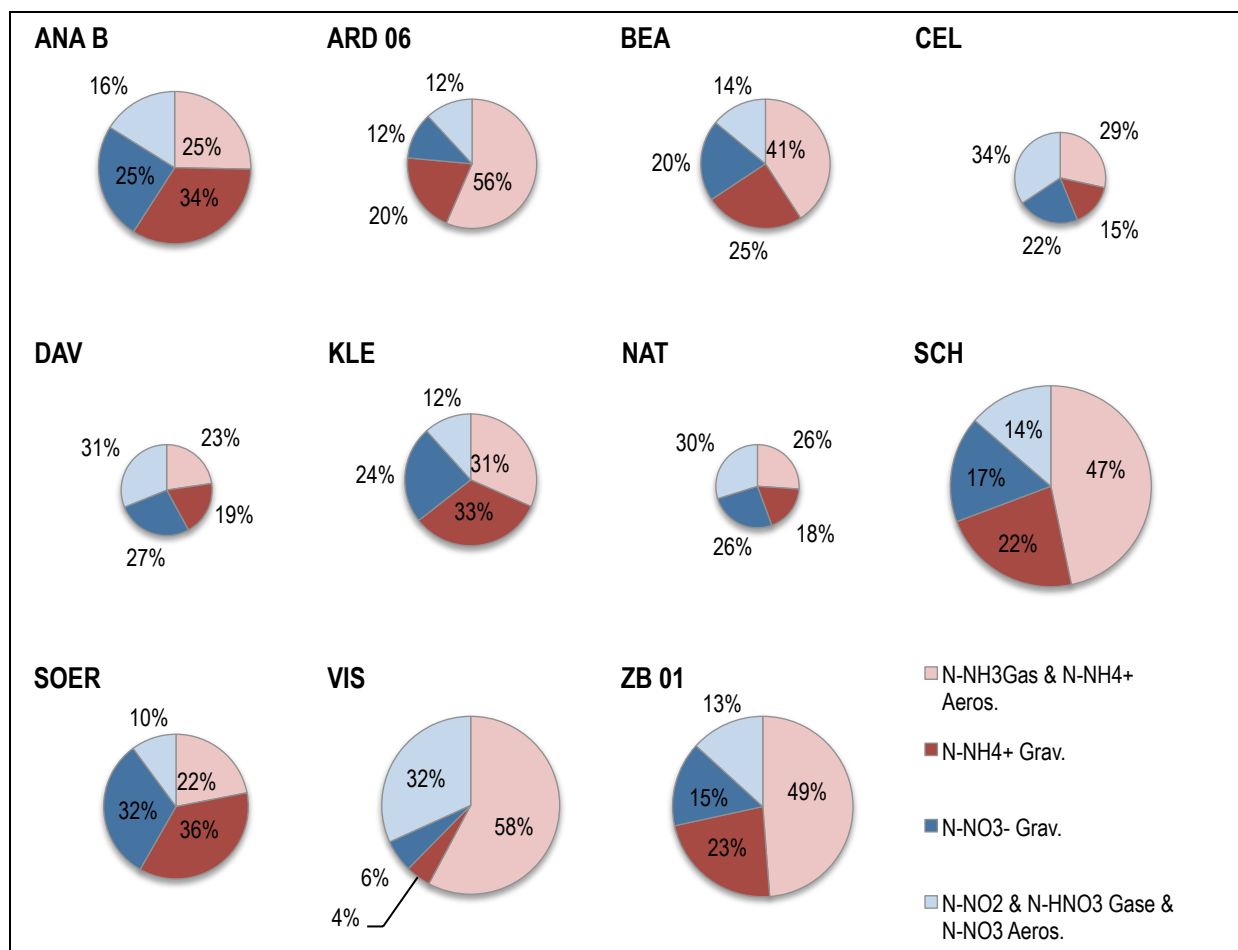 ANA B
16%
25%
25%
34%
ARD 06
12%
12%
56%
20%
BEA
14%
20%
41%
25%
CEL
34%
29%
22%
15%
DAV
31%
23%
27%
19%
KLE
12%
24%
31%
33%
NAT
30%
26%
26%
18%
SCH
14%
47%
17%
22%
SOER
10%
22%
32%
36%
VIS
32%
58%
6%
4%
ZB 01
13%
49%
15%
23%
N-NH3Gas & N-NH4+
Aeros.
N-NH4+ Grav.
N-NO3- Grav.
N-NO2 & N-HNO3 Gase &
N-NO3 Aeros.